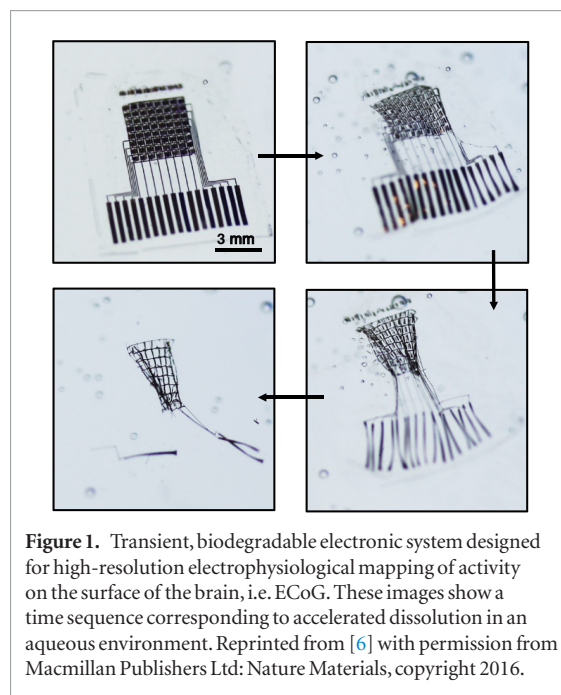 3 mm
Figure 1. Transient, biodegradable electronic system designed
for high-resolution electrophysiological mapping of activity
on the surface of the brain, i.e. ECoG. These images show a
time sequence corresponding to accelerated dissolution in an
aqueous environment. Reprinted from [6] with permission from
Macmillan Publishers Ltd: Nature Materials, copyright 2016.